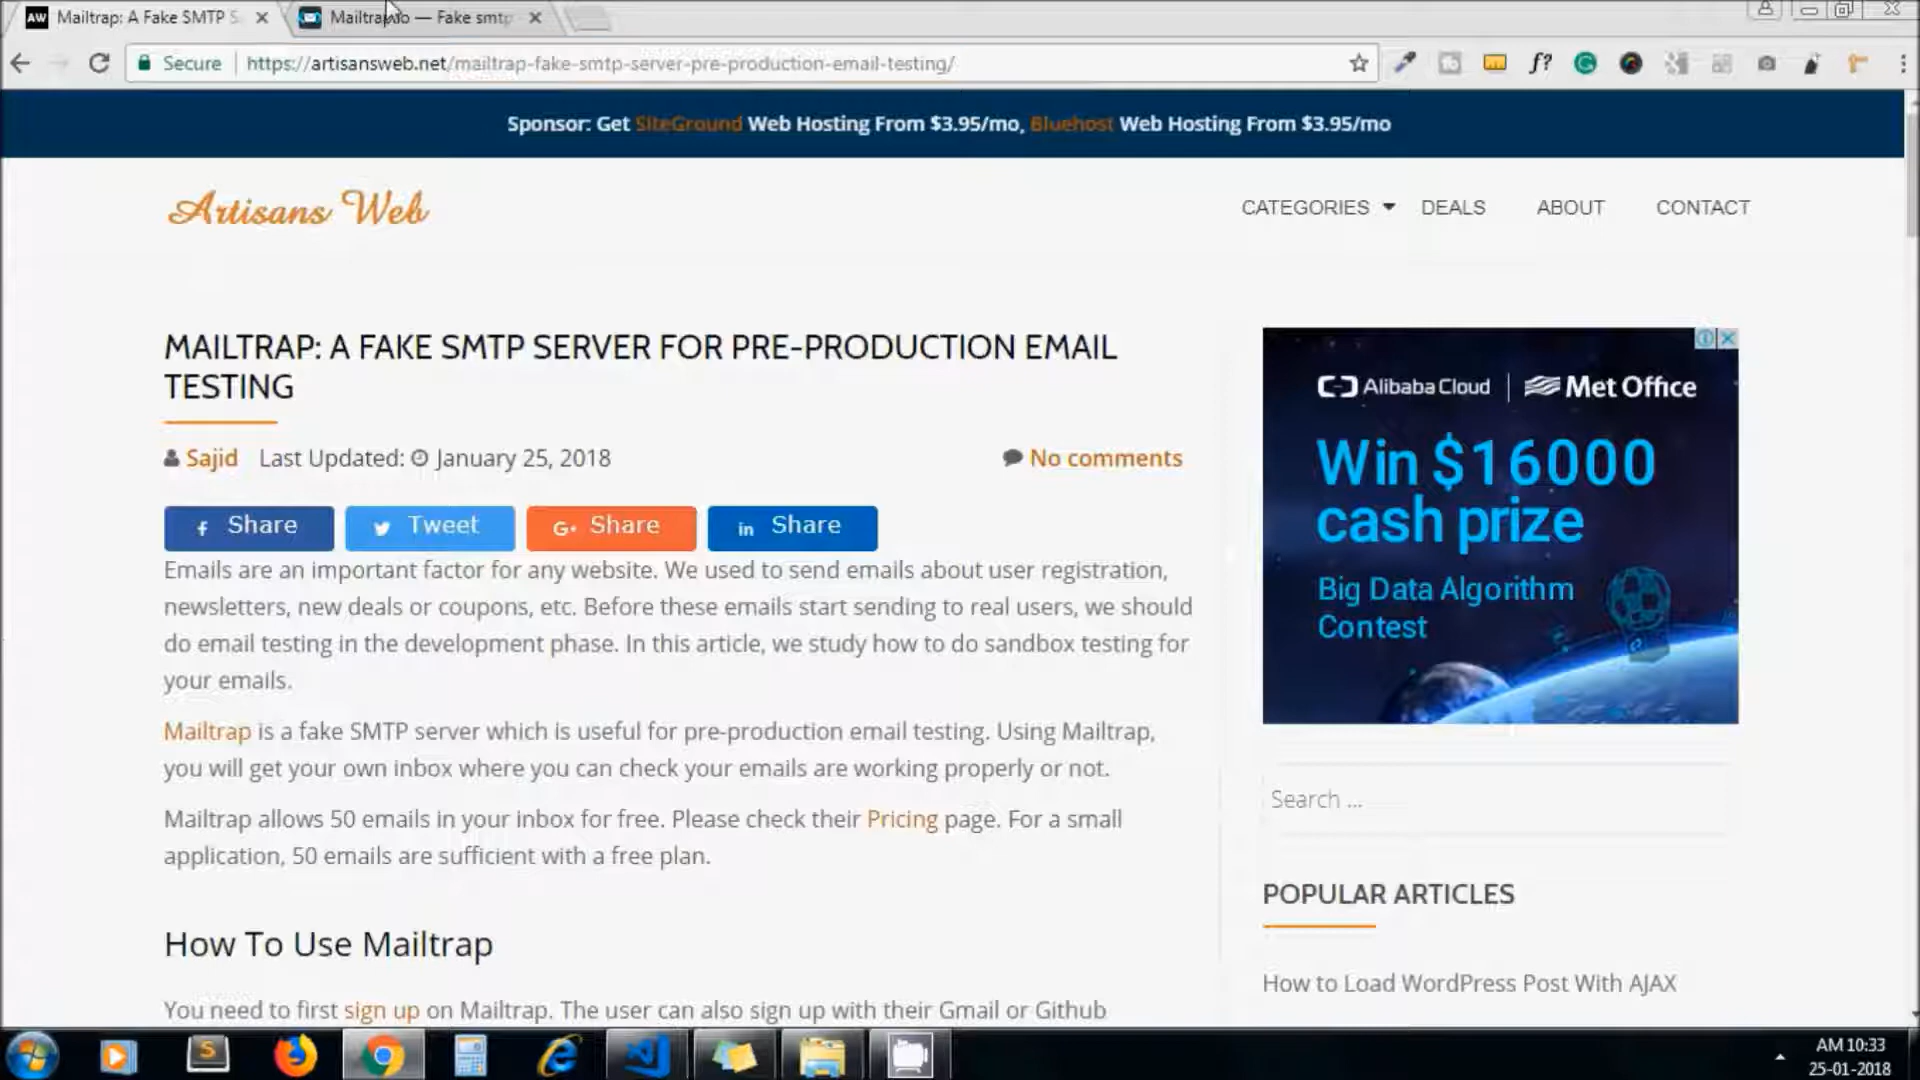 AW Mailtrap: A Fake SMTP S
Mailtrap.io — Fake smtp
Secure https://artisansweb.net/mailtrap-fake-smtp-server-pre-production-email-testing/
f?
Sponsor: Get SiteGround Web Hosting From $3.95/mo, Bluehost Web Hosting From $3.95/mo
Artisans Web
CATEGORIES DEALS ABOUT CONTACT
MAILTRAP: A FAKE SMTP SERVER FOR PRE-PRODUCTION EMAIL
TESTING
Sajid Last Updated: January 25, 2018
No comments
f Share
Tweet
G+ Share
in Share
Emails are an important factor for any website. We used to send emails about user registration,
newsletters, new deals or coupons, etc. Before these emails start sending to real users, we should
do email testing in the development phase. In this article, we study how to do sandbox testing for
your emails.
Mailtrap is a fake SMTP server which is useful for pre-production email testing. Using Mailtrap,
you will get your own inbox where you can check your emails are working properly or not.
Mailtrap allows 50 emails in your inbox for free. Please check their Pricing page. For a small
application, 50 emails are sufficient with a free plan.
How To Use Mailtrap
You need to first sign up on Mailtrap. The user can also sign up with their Gmail or Github
Alibaba Cloud | Met Office
Win $16000
cash prize
Big Data Algorithm
Contest
Search ...
POPULAR ARTICLES
How to Load WordPress Post With AJAX
AM 10:33
25-01-2018